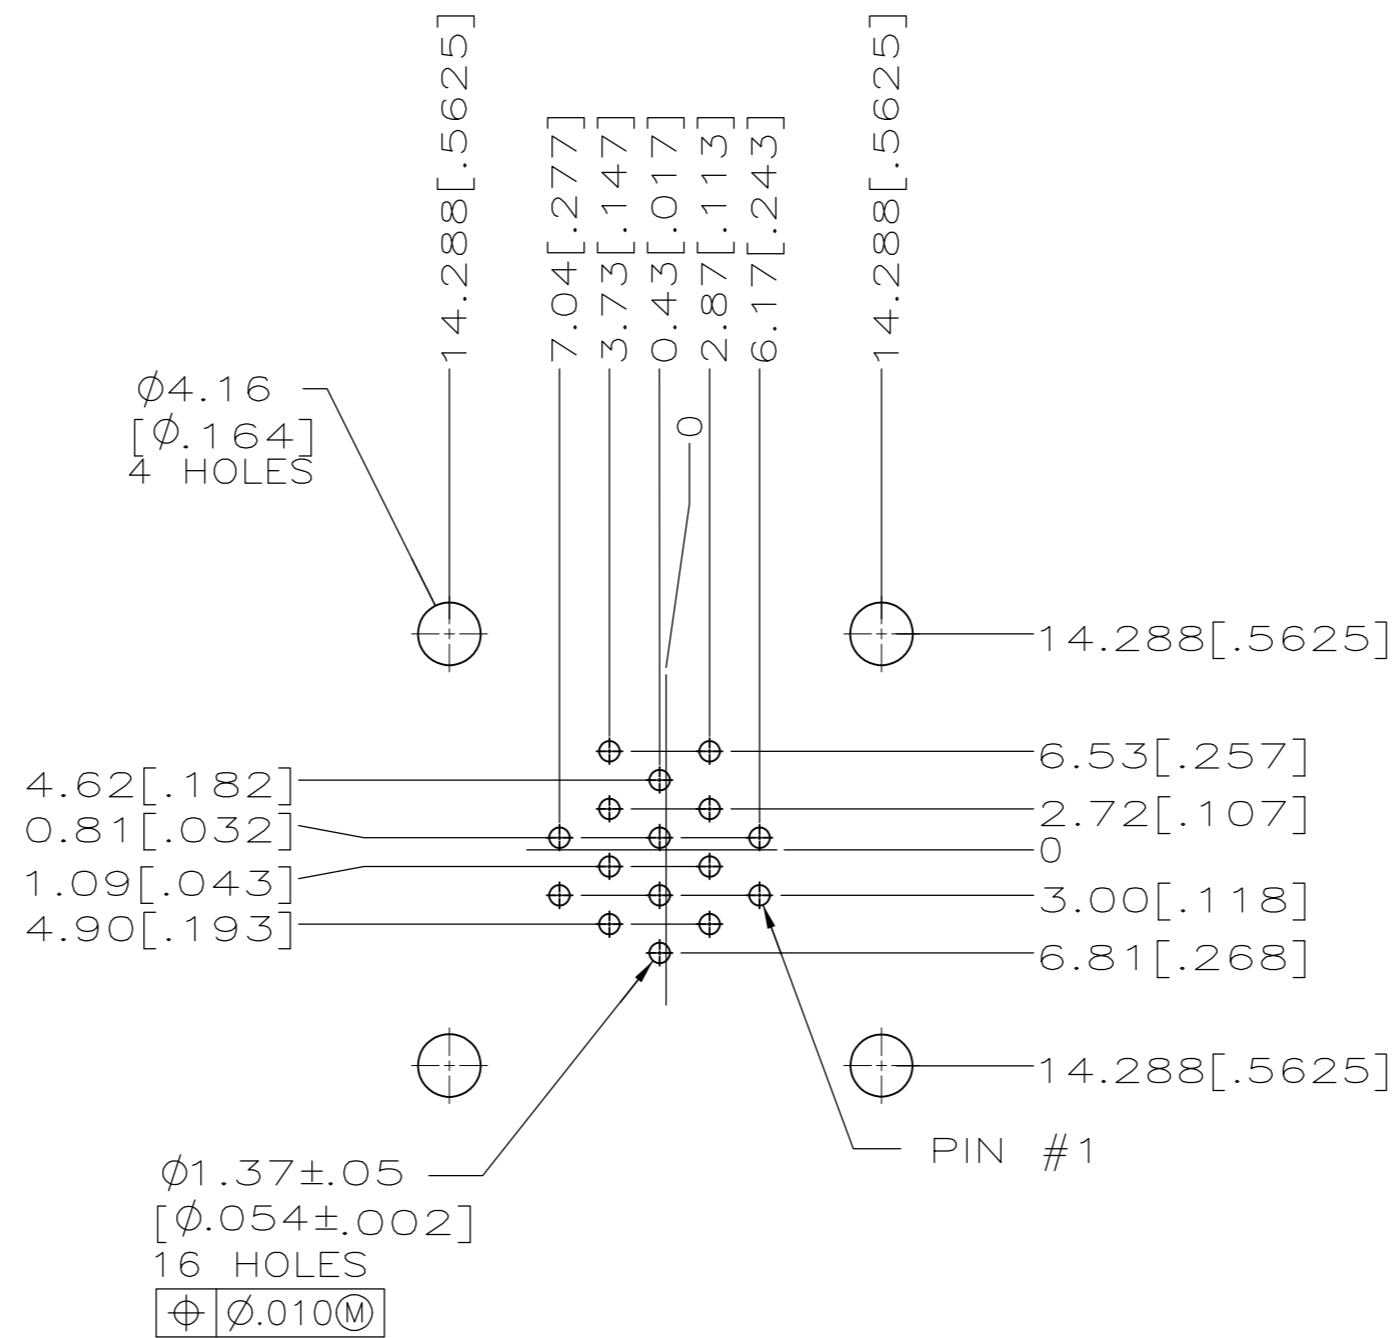 14.288[.5625]
7.04[.277]
3.73[.147]
0.43[.017]
2.87[.113]
6.17[.243]
14.288[.5625]
0
Ø4.16
[Ø.164]
4 HOLES
14.288[.5625]
6.53[.257]
4.62[.182]
2.72[.107]
0.81[.032]
0
1.09[.043]
3.00[.118]
4.90[.193]
6.81[.268]
14.288[.5625]
PIN #1
Ø1.37±.05
[Ø.054±.002]
16 HOLES
⌖ Ø.010Ⓜ